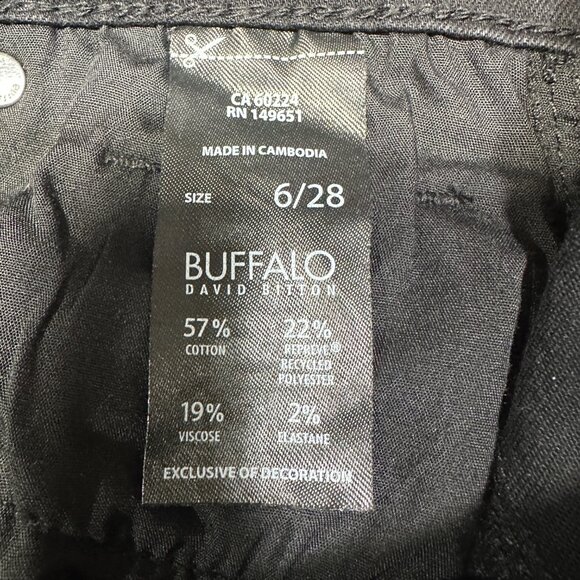 CA 60224
RN 149651
MADE IN CAMBODIA
SIZE 6/28
BUFFALO
DAVID BITTON
57% 22%
COTTON REPREVE®
RECYCLED
POLYESTER
19% 2%
VISCOSE ELASTANE
EXCLUSIVE OF DECORATION